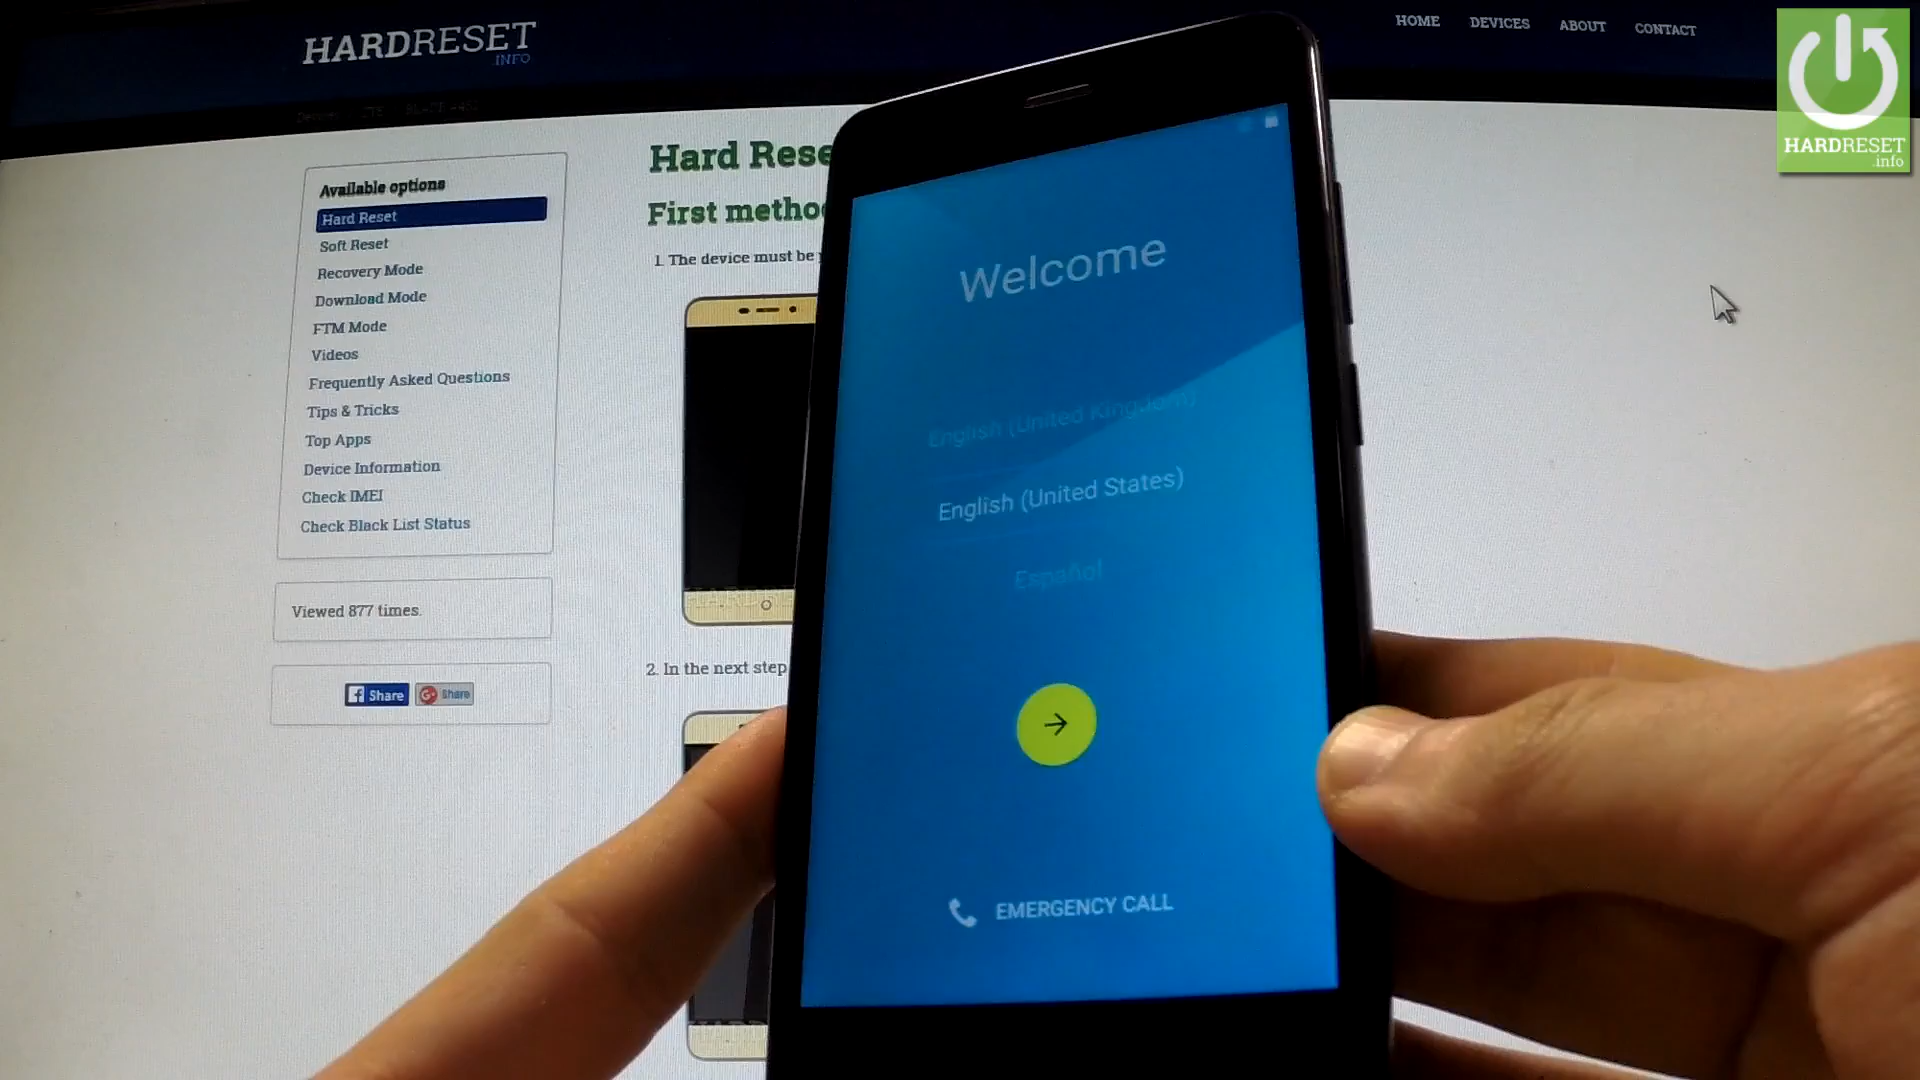 HARDRESET
.INFO
HOME DEVICES ABOUT CONTACT
HARDRESET
.info
Devices ZTE
Available options
Hard Reset
Soft Reset
Recovery Mode
Download Mode
FTM Mode
Videos
Frequently Asked Questions
Tips & Tricks
Top Apps
Device Information
Check IMEI
Check Black List Status
Viewed 877 times.
Share
Share
Hard Rese
First metho
1. The device must be
2. In the next step
Welcome
English (United Kingdom)
English (United States)
Español
EMERGENCY CALL